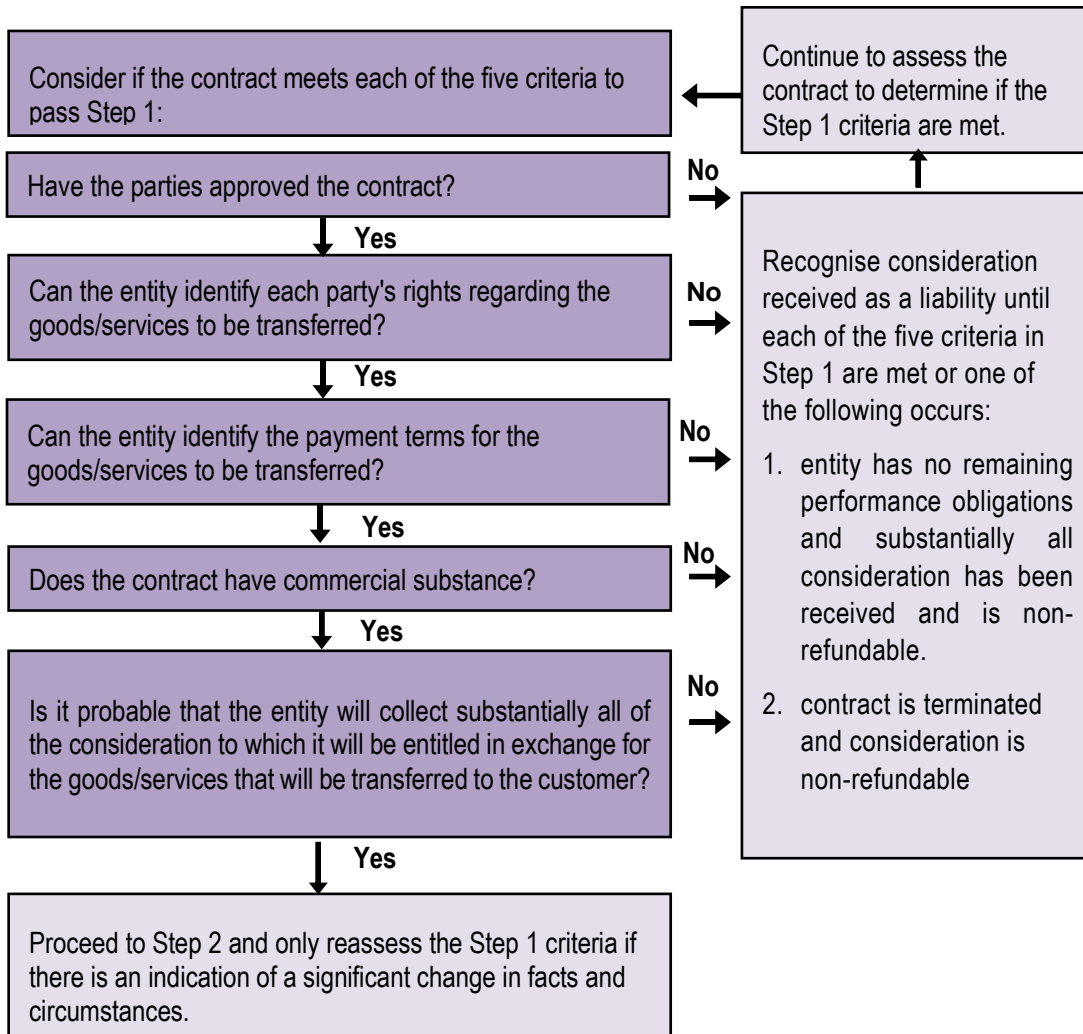 Consider if the contract meets each of the five criteria to
pass Step 1:
Continue to assess the
contract to determine if the
Step 1 criteria are met.
Have the parties approved the contract?
No
Yes
Can the entity identify each party's rights regarding the
goods/services to be transferred?
No
Yes
Can the entity identify the payment terms for the
goods/services to be transferred?
No
Yes
Does the contract have commercial substance?
No
Yes
Is it probable that the entity will collect substantially all of
the consideration to which it will be entitled in exchange for
the goods/services that will be transferred to the customer?
No
Yes
Proceed to Step 2 and only reassess the Step 1 criteria if
there is an indication of a significant change in facts and
circumstances.
Recognise consideration
received as a liability until
each of the five criteria in
Step 1 are met or one of
the following occurs:
1. entity has no remaining
performance obligations
and substantially all
consideration has been
received and is non-
refundable.
2. contract is terminated
and consideration is
non-refundable